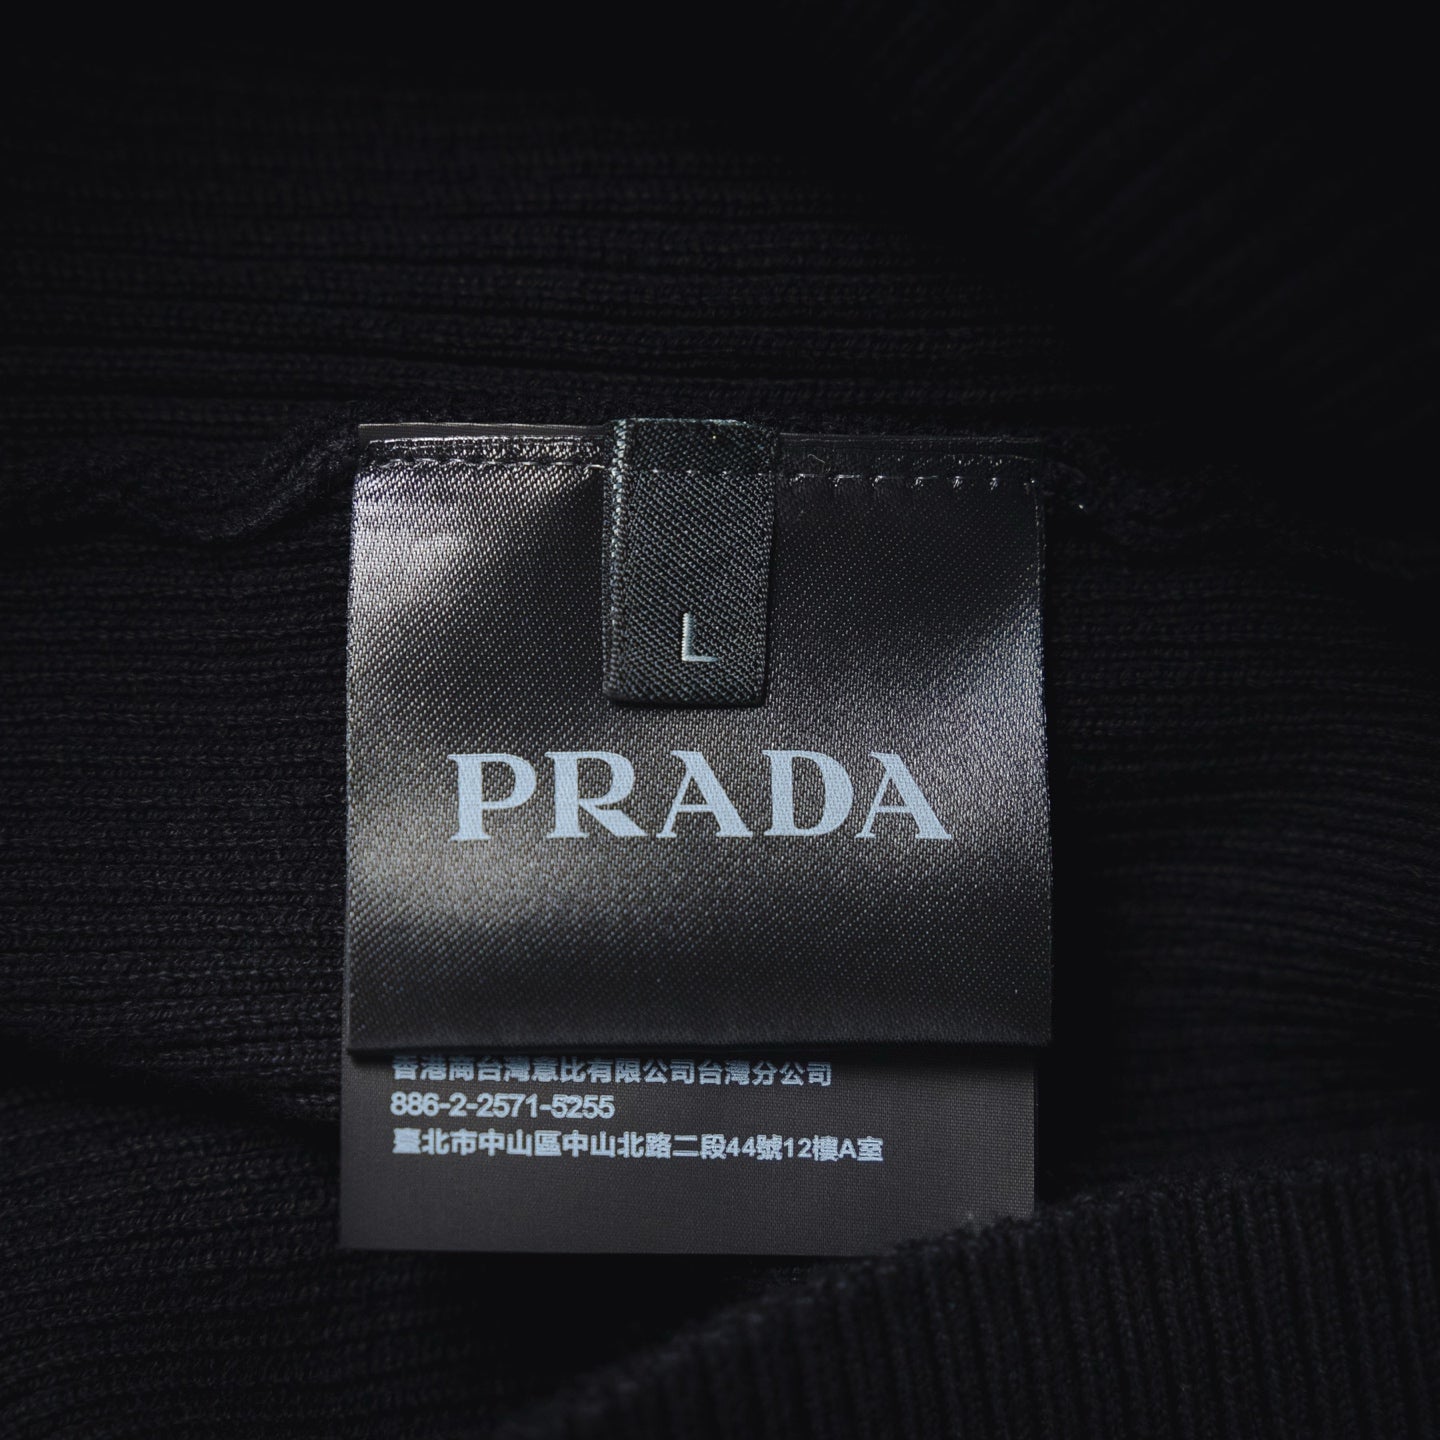 L
PRADA
香港商台灣意比有限公司台灣分公司
886-2-2571-5255
臺北市中山區中山北路二段44號12樓A室